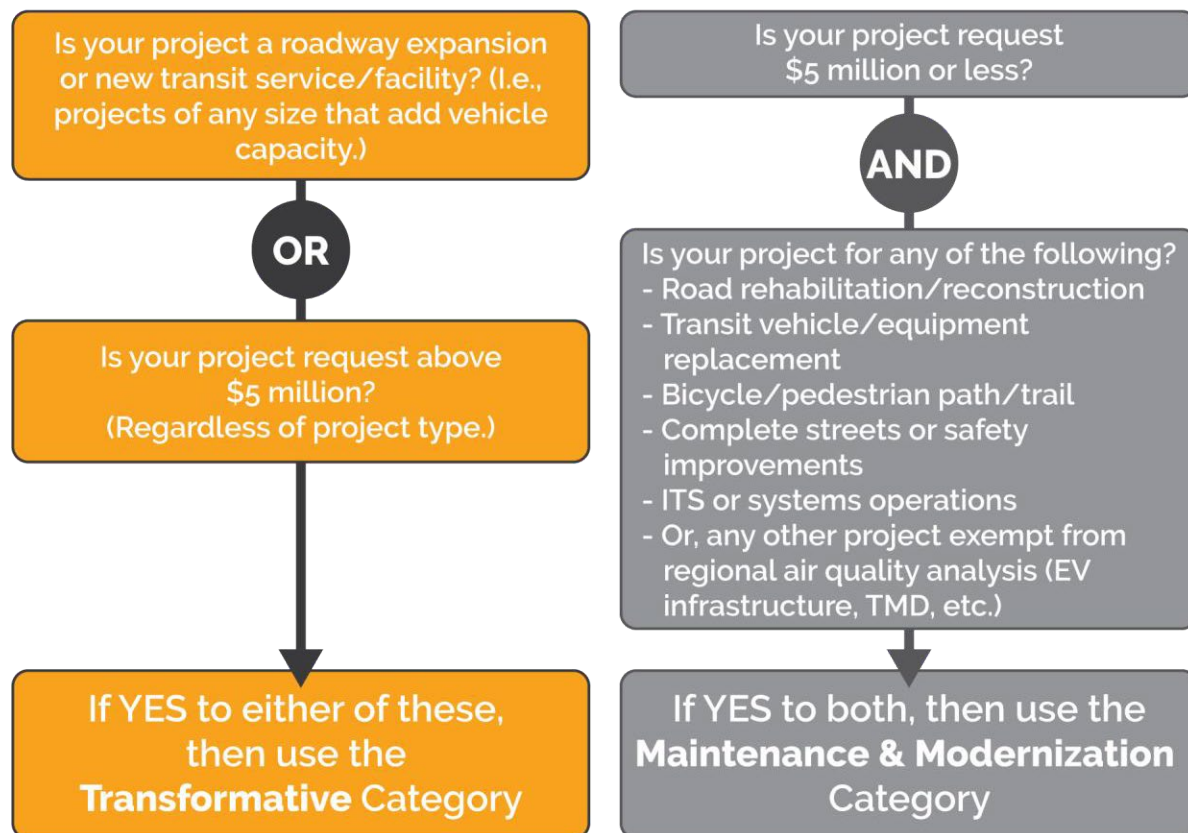 Is your project a roadway expansion
or new transit service/facility? (I.e.,
projects of any size that add vehicle
capacity.)
OR
Is your project request above
$5 million?
(Regardless of project type.)
If YES to either of these,
then use the
Transformative Category
Is your project request
$5 million or less?
AND
Is your project for any of the following?
- Road rehabilitation/reconstruction
- Transit vehicle/equipment
replacement
- Bicycle/pedestrian path/trail
- Complete streets or safety
improvements
- ITS or systems operations
- Or, any other project exempt from
regional air quality analysis (EV
infrastructure, TMD, etc.)
If YES to both, then use the
Maintenance & Modernization
Category